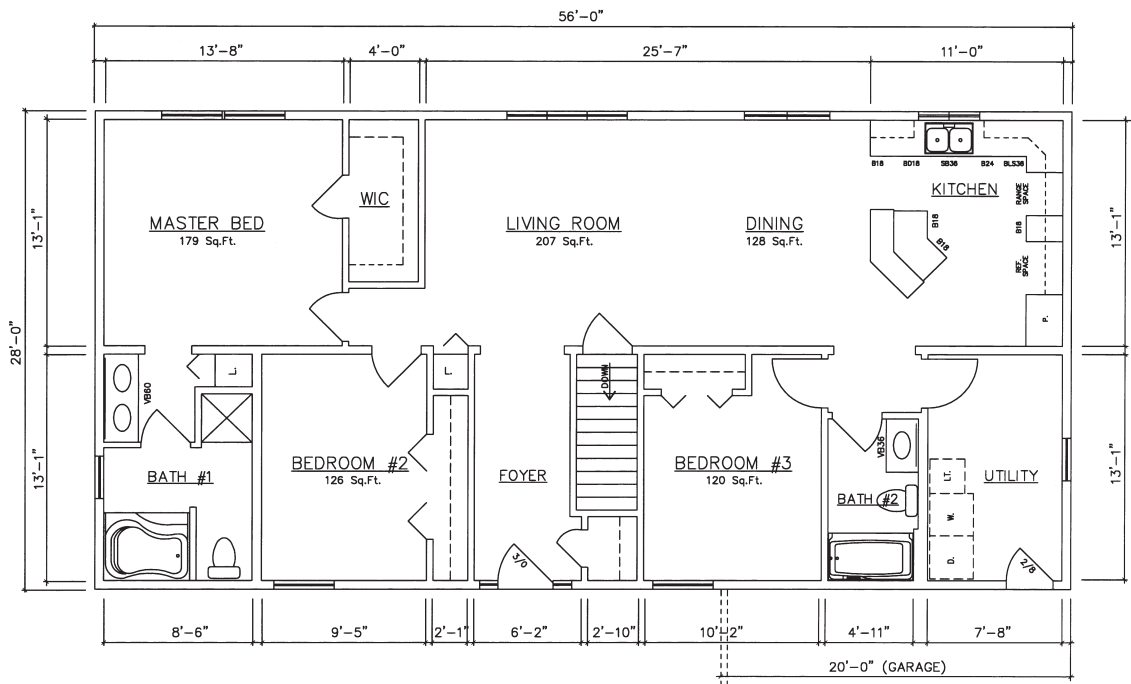 56'-0"
13'-8"
4'-0"
25'-7"
11'-0"
28'-0"
13'-1"
13'-1"
13'-1"
13'-1"
MASTER BED
179 Sq.Ft.
WIC
LIVING ROOM
207 Sq.Ft.
DINING
128 Sq.Ft.
B18
BD18
SB36
B24
BLS36
KITCHEN
RANGE
SPACE
B18
REF.
SPACE
P.
B18
B18
VB60
L.
L.
DOWN
BATH #1
BEDROOM #2
126 Sq.Ft.
FOYER
BEDROOM #3
120 Sq.Ft.
VB36
BATH #2
UTILITY
LT.
W.
D.
3/0
2/8
8'-6"
9'-5"
2'-1"
6'-2"
2'-10"
10'-2"
4'-11"
7'-8"
20'-0" (GARAGE)